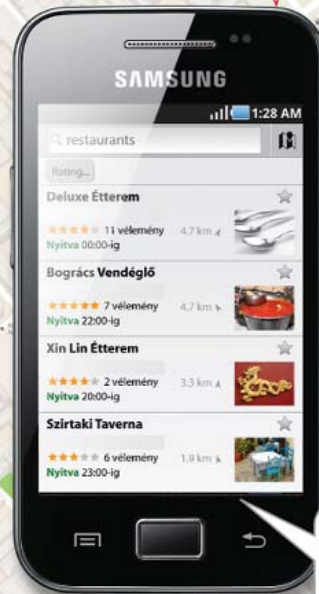 SAMSUNG
1:28 AM
restaurants
Rating...
Deluxe Étterem
11 vélemény 4.7 km
Nyitva 00:00-ig
Bogrács Vendéglő
7 vélemény 4.7 km
Nyitva 22:00-ig
Xin Lin Étterem
2 vélemény 3.3 km
Nyitva 20:00-ig
Szirtaki Taverna
6 vélemény 1.9 km
Nyitva 23:00-ig